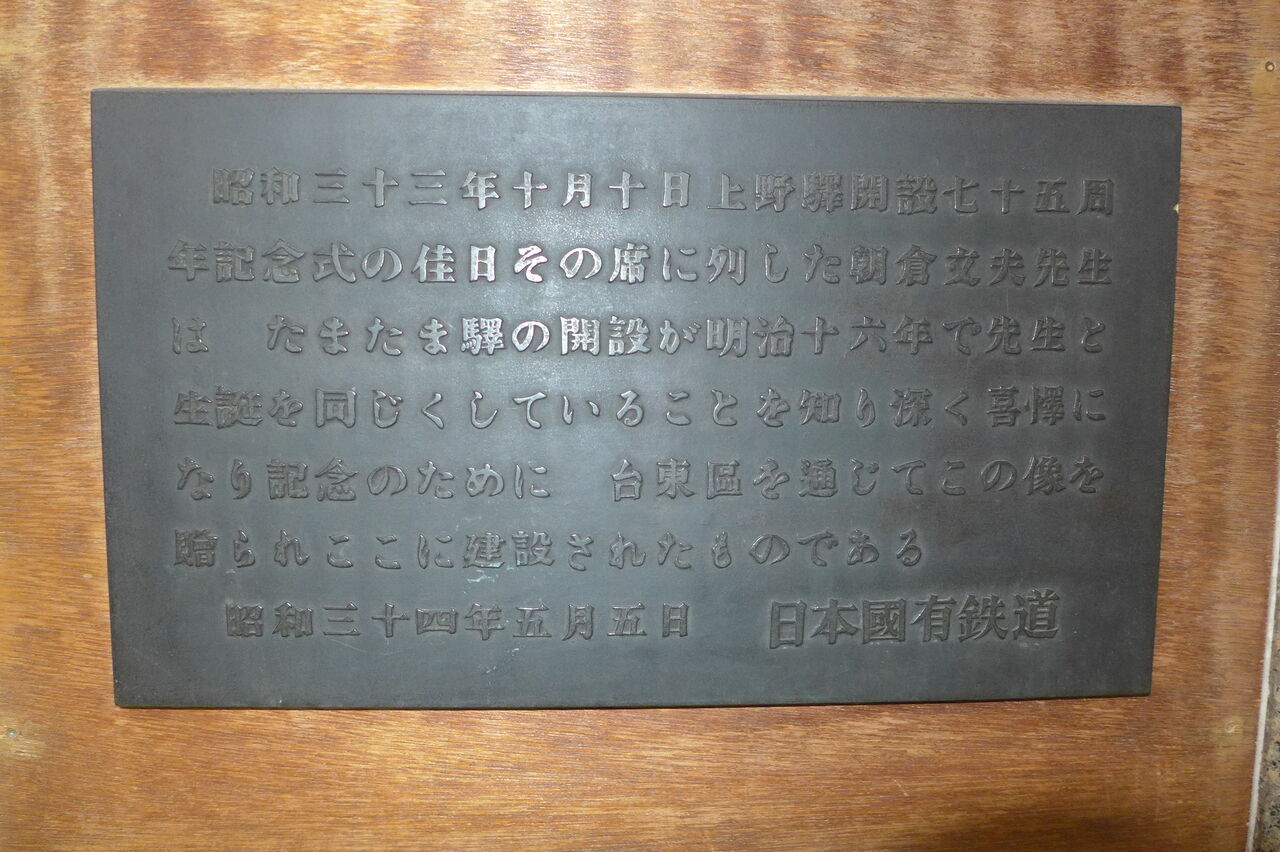 昭和三十三年十月十日上野驛開設七十五周
年記念式の佳日その席に列した朝倉文夫先生
は　たまたま驛の開設が明治十六年で先生と
生誕を同じくしていることを知り深く喜懌に
なり記念のために　台東區を通じてこの像を
贈られここに建設されたものである
昭和三十四年五月五日　日本國有鉄道